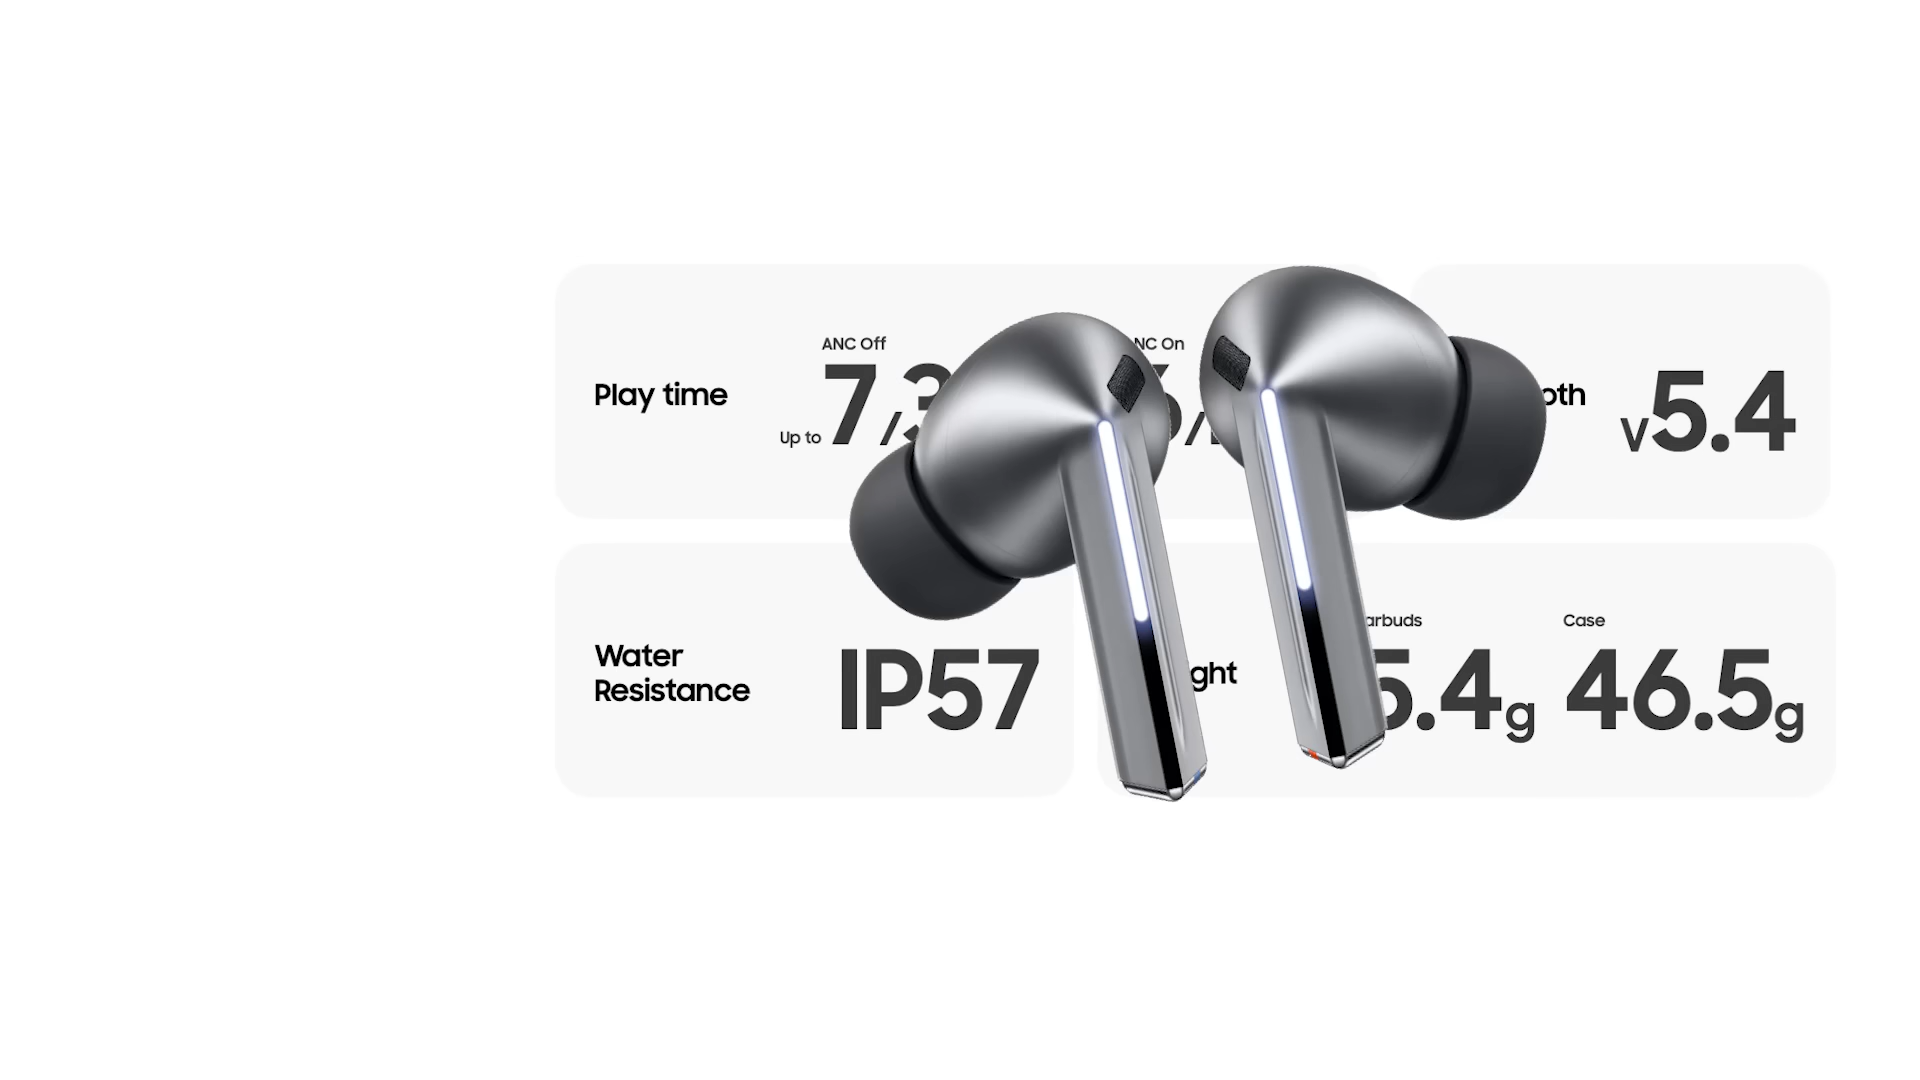 Play time
ANC Off
Up to 7/3
NC On
/
oth
v5.4
Water
Resistance
IP57
ght
arbuds
5.4g
Case
46.5g